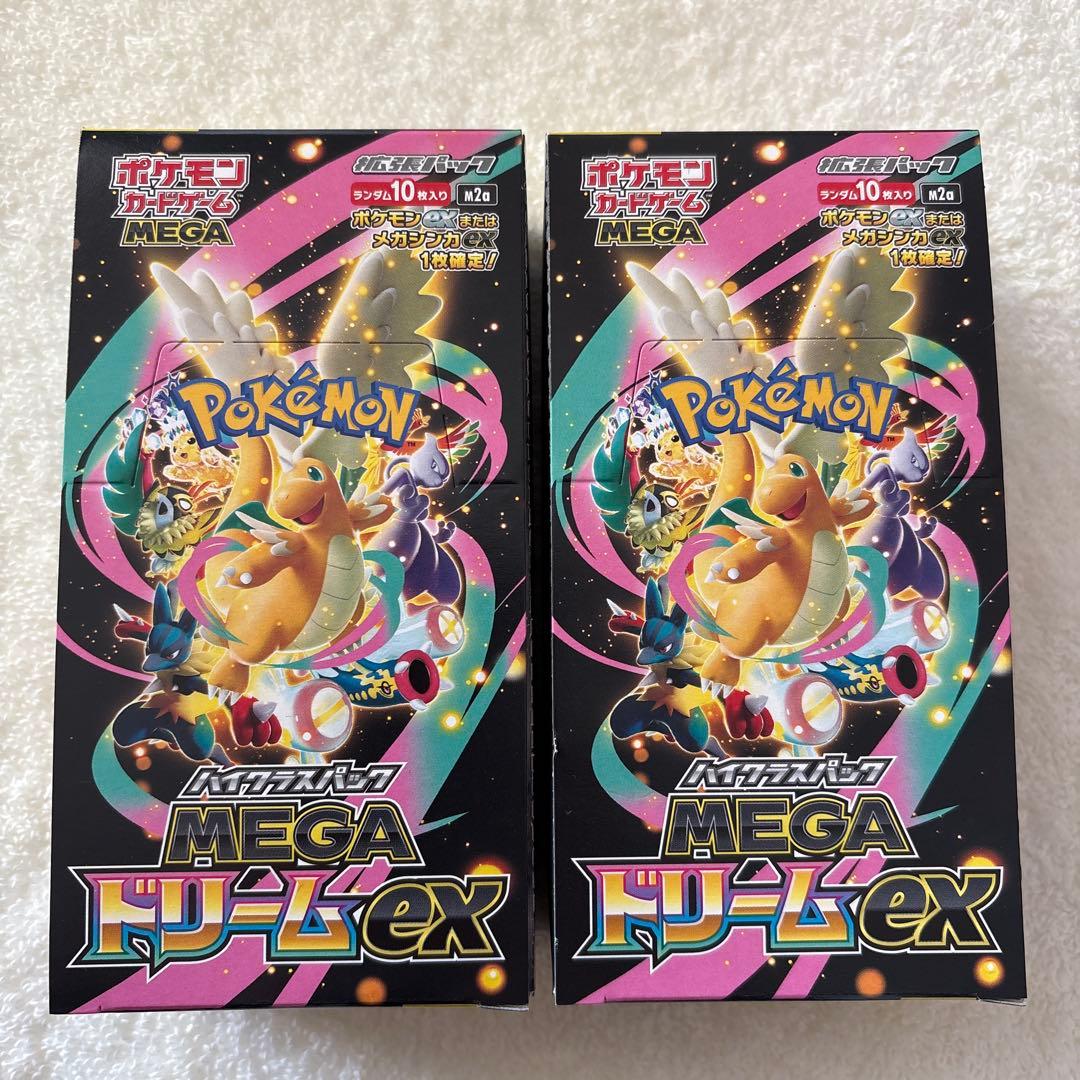 ポケモン
カードゲーム
MEGA
拡張パック
ランダム10枚入り M2a
ポケモンexまたは
メガシンカex
1枚確定!
POKéMON
TM
ハイクラスパック
MEGA
ドリームex
ポケモン
カードゲーム
MEGA
拡張パック
ランダム10枚入り M2a
ポケモンexまたは
メガシンカex
1枚確定!
POKéMON
TM
ハイクラスパック
MEGA
ドリームex